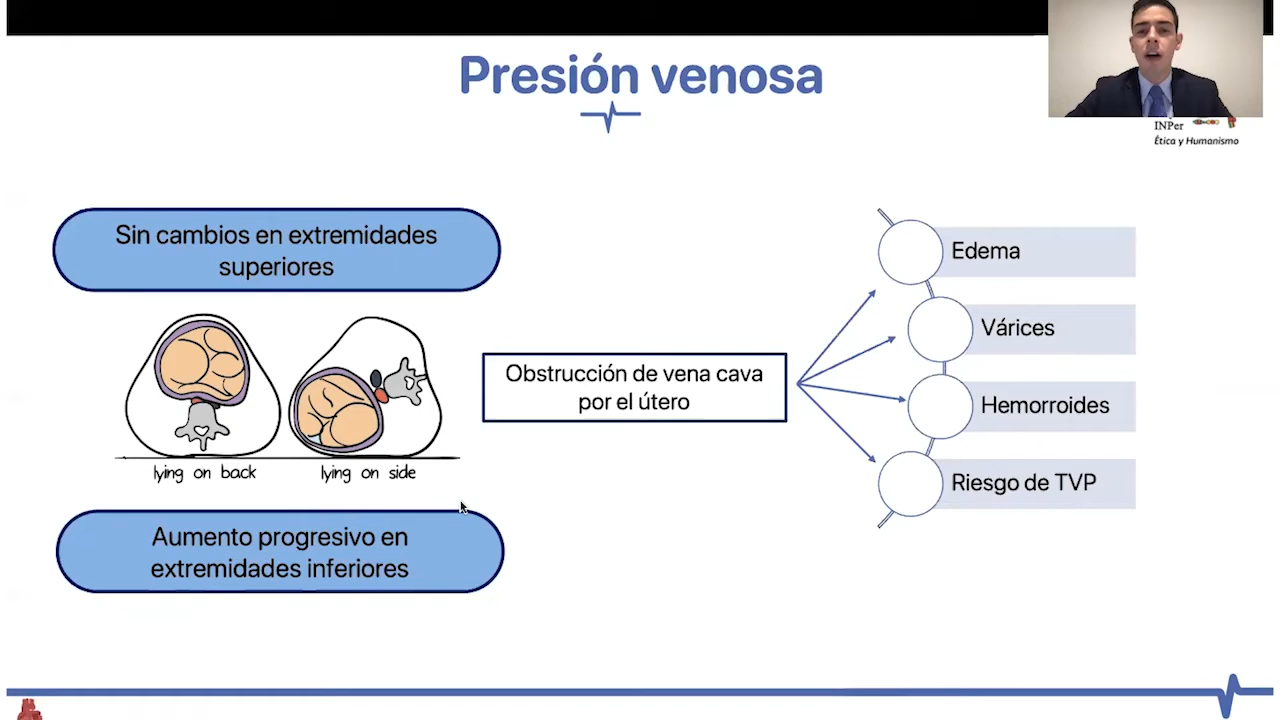 Presión venosa
INPer
Ética y Humanismo
Sin cambios en extremidades
superiores
lying on back
lying on side
Aumento progresivo en
extremidades inferiores
Obstrucción de vena cava
por el útero
Edema
Várices
Hemorroides
Riesgo de TVP